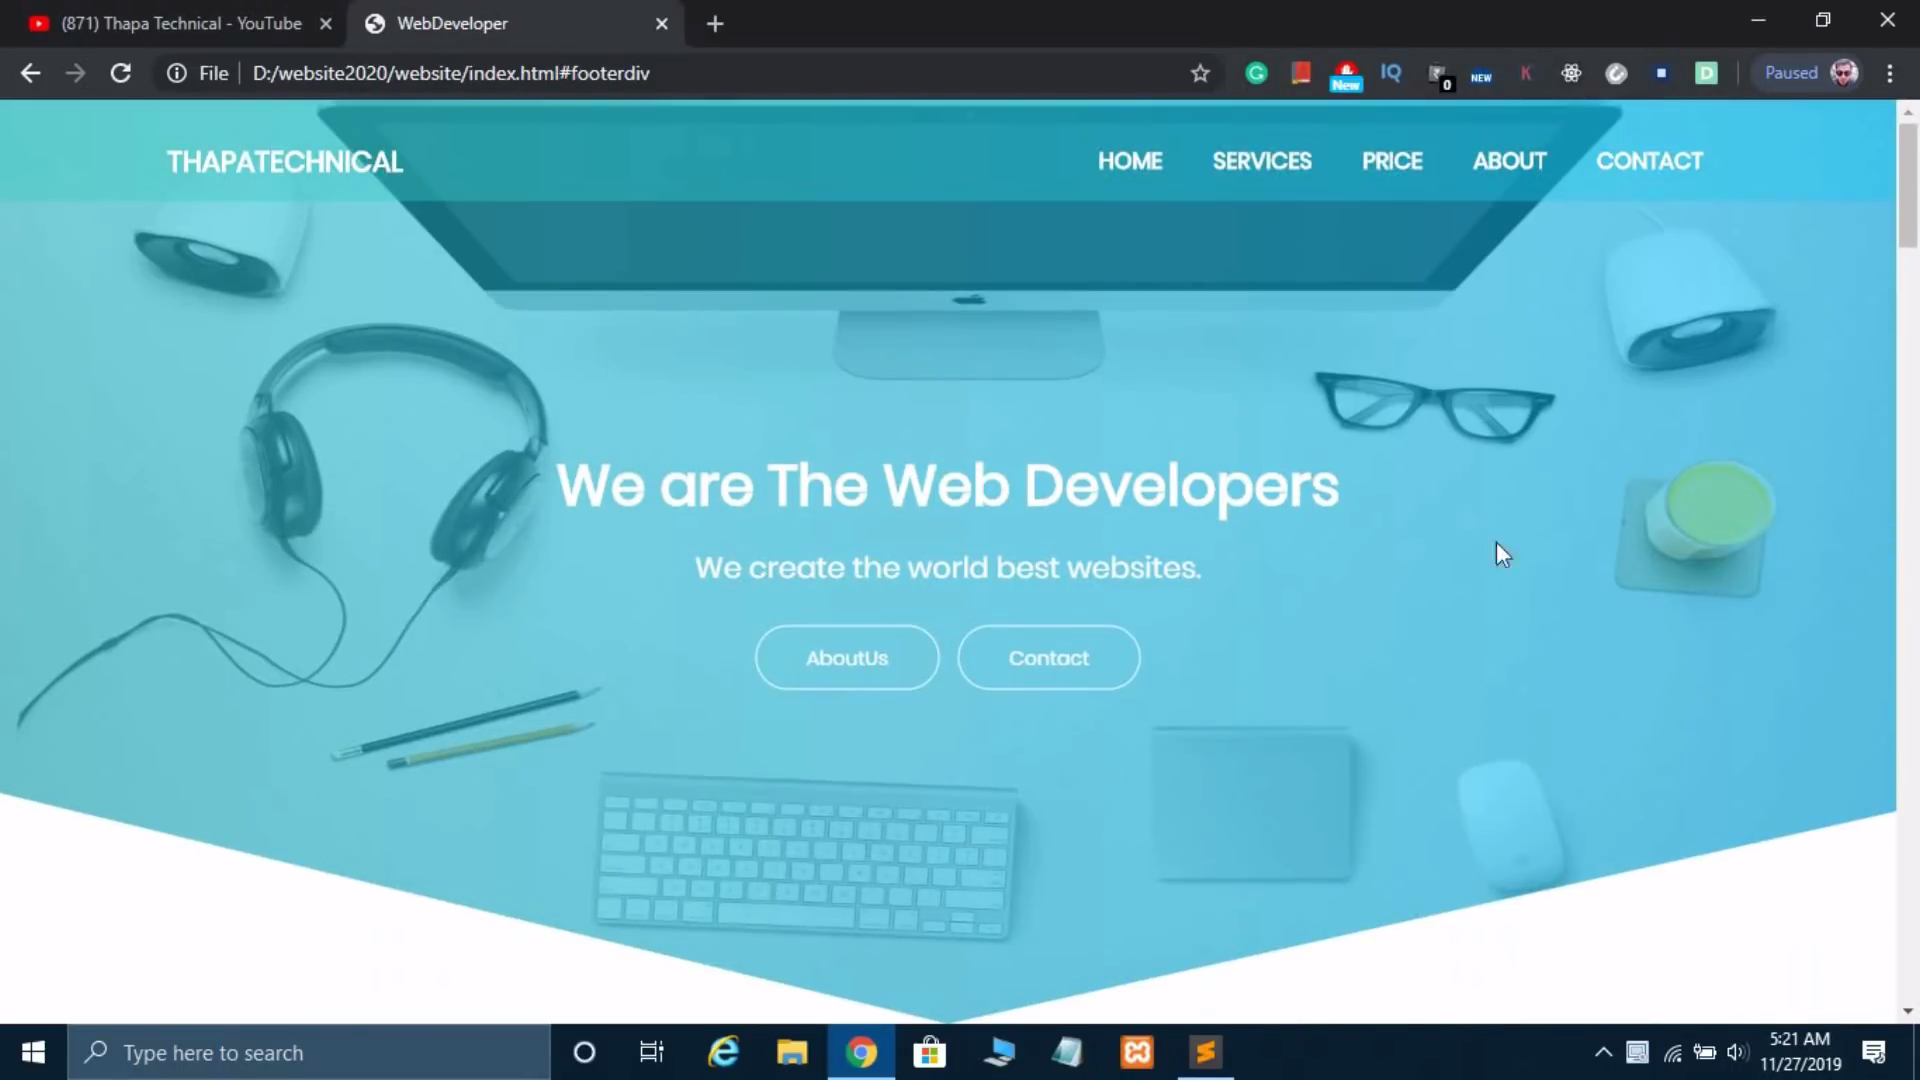 (871) Thapa Technical - YouTube
WebDeveloper
File
D:/website2020/website/index.html#footerdiv
New
IQ
0
NEW
K
D
Paused
THAPATECHNICAL
HOME
SERVICES
PRICE
ABOUT
CONTACT
We are The Web Developers
We create the world best websites.
AboutUs
Contact
Type here to search
5:21 AM
11/27/2019